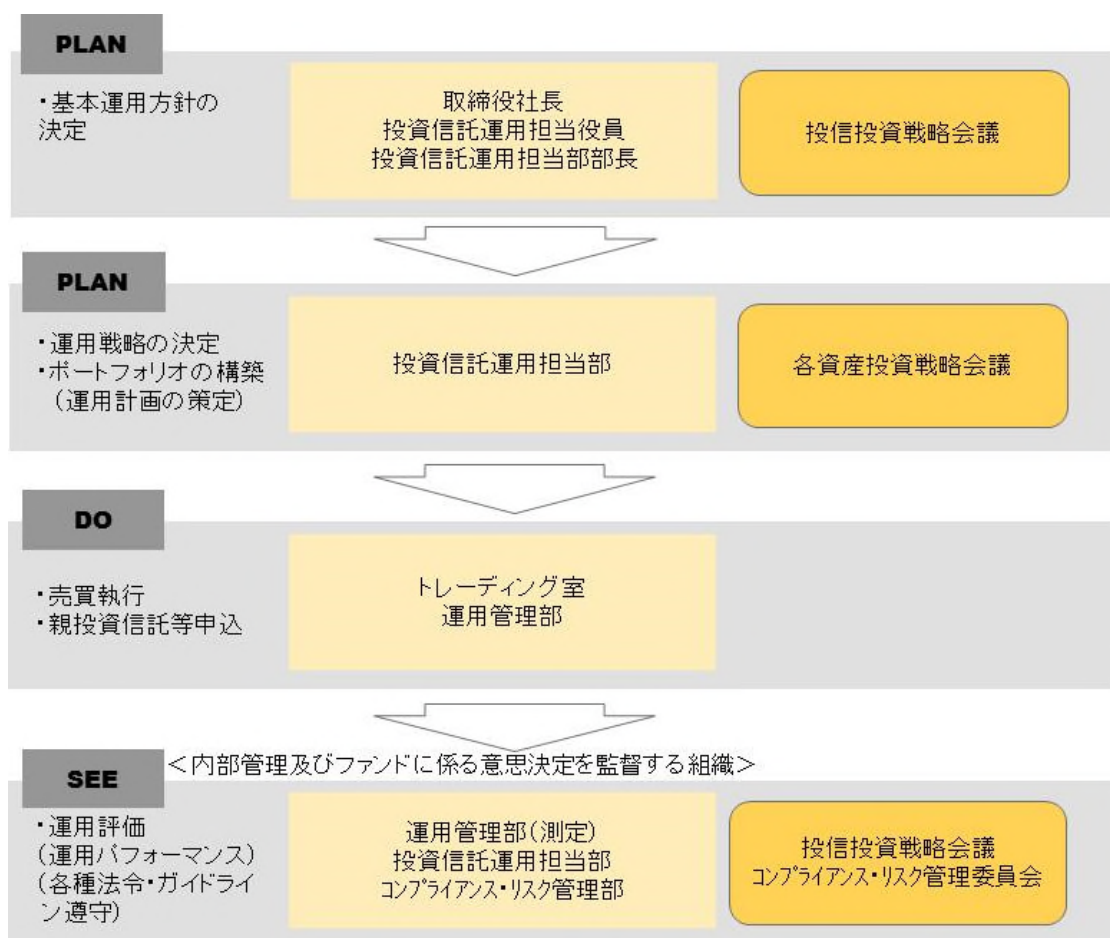 PLAN
・基本運用方針の
決定
取締役社長
投資信託運用担当役員
投資信託運用担当部部長
投信投資戦略会議
PLAN
・運用戦略の決定
・ポートフォリオの構築
(運用計画の策定)
投資信託運用担当部
各資産投資戦略会議
DO
・売買執行
・親投資信託等申込
トレーディング室
運用管理部
<内部管理及びファンドに係る意思決定を監督する組織>
SEE
・運用評価
(運用パフォーマンス)
(各種法令・ガイドライ
ン遵守)
運用管理部(測定)
投資信託運用担当部
コンプライアンス・リスク管理部
投信投資戦略会議
コンプライアンス・リスク管理委員会